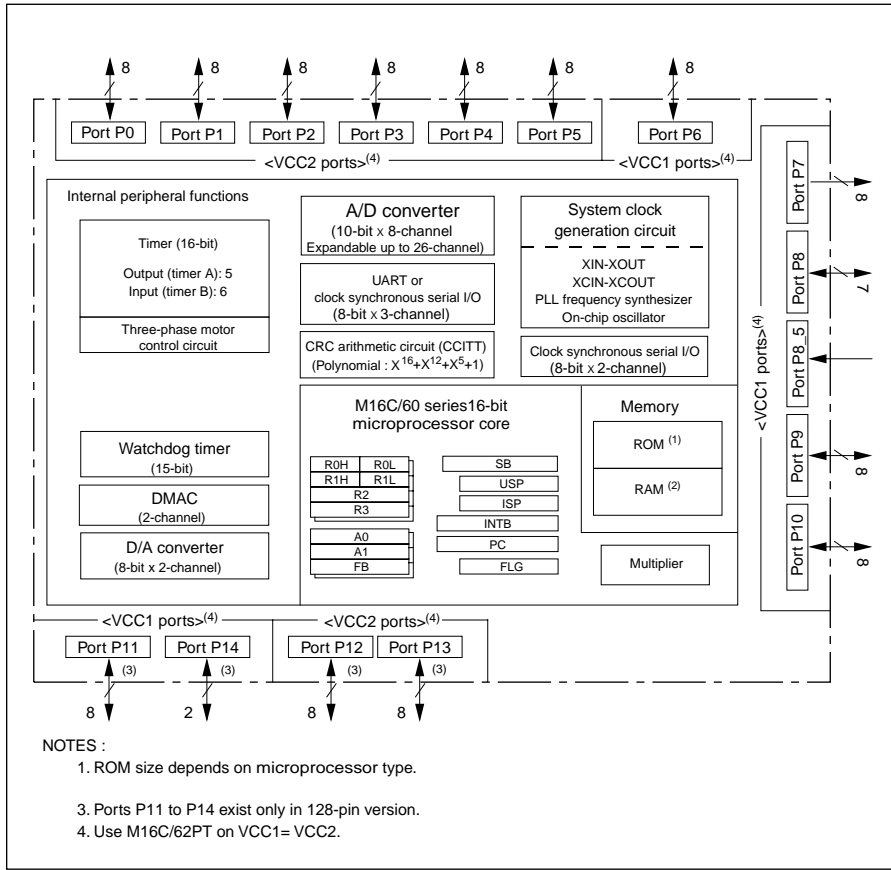 8 8 8 8 8 8 8
Port P0 Port P1 Port P2 Port P3 Port P4 Port P5 Port P6
<VCC2 ports>(4) <VCC1 ports>(4)
Internal peripheral functions
Timer (16-bit)
Output (timer A): 5
Input (timer B): 6
Three-phase motor
control circuit
Watchdog timer
(15-bit)
DMAC
(2-channel)
D/A converter
(8-bit x 2-channel)
A/D converter
(10-bit x 8-channel
Expandable up to 26-channel)
UART or
clock synchronous serial I/O
(8-bit x 3-channel)
CRC arithmetic circuit (CCITT)
(Polynomial : X16+X12+X5+1)
System clock
generation circuit
XIN-XOUT
XCIN-XCOUT
PLL frequency synthesizer
On-chip oscillator
Clock synchronous serial I/O
(8-bit x 2-channel)
M16C/60 series16-bit
microprocessor core
R0H R0L
R1H R1L
R2
R3
A0
A1
FB
SB
USP
ISP
INTB
PC
FLG
Memory
ROM (1)
RAM (2)
Multiplier
<VCC1 ports>(4)
Port P7
8
Port P8
7
Port P8_5
Port P9
8
Port P10
8
<VCC1 ports>(4) <VCC2 ports>(4)
Port P11 Port P14 Port P12 Port P13
(3) (3) (3) (3)
8 2 8 8
NOTES :
1. ROM size depends on microprocessor type.
3. Ports P11 to P14 exist only in 128-pin version.
4. Use M16C/62PT on VCC1= VCC2.